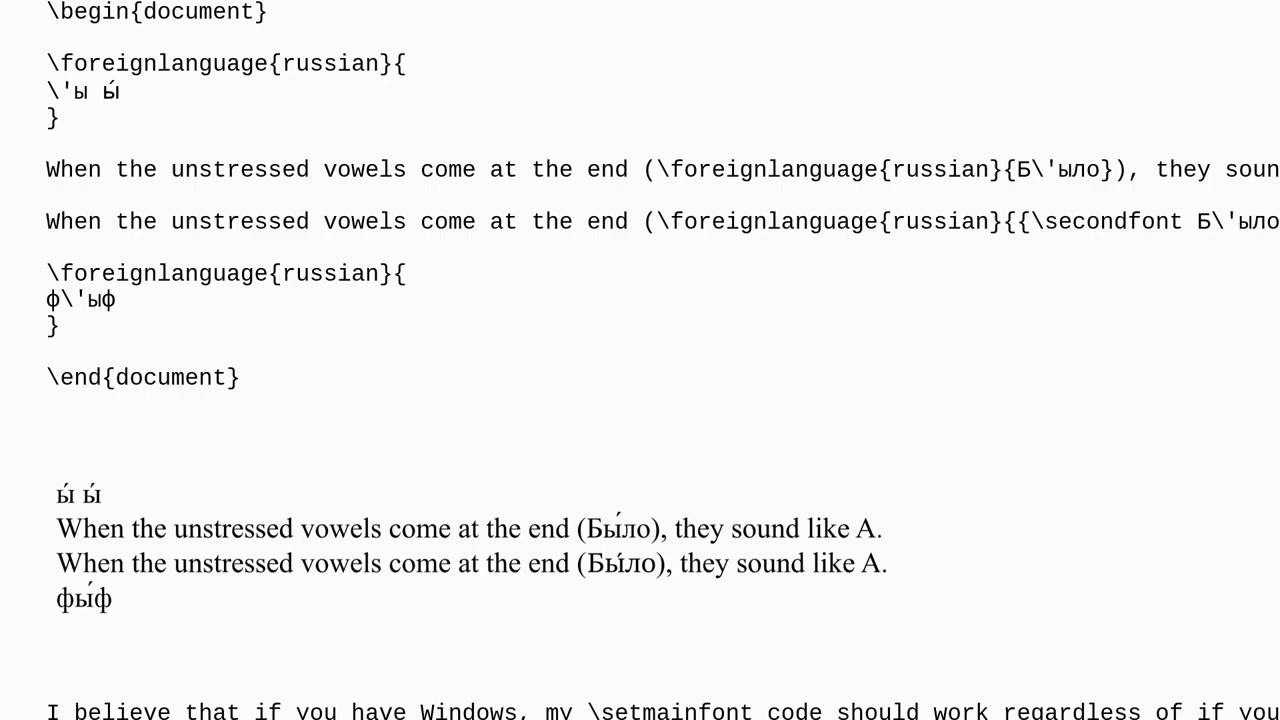 \begin{document}
\foreignlanguage{russian}{
\'ы ы́
}
When the unstressed vowels come at the end (\foreignlanguage{russian}{Б\'ыло}), they soun
When the unstressed vowels come at the end (\foreignlanguage{russian}{{\secondfont Б\'ыло
\foreignlanguage{russian}{
ф\'ыф
}
\end{document}
ы́ ы́
When the unstressed vowels come at the end (Бы́ло), they sound like A.
When the unstressed vowels come at the end (Бы́ло), they sound like A.
фы́ф
I believe that if you have Windows, my \setmainfont code should work regardless of if you